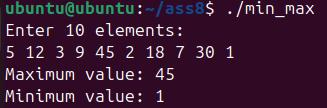 ubuntu@ubuntu:~/ass8$ ./min_max
Enter 10 elements:
5 12 3 9 45 2 18 7 30 1
Maximum value: 45
Minimum value: 1